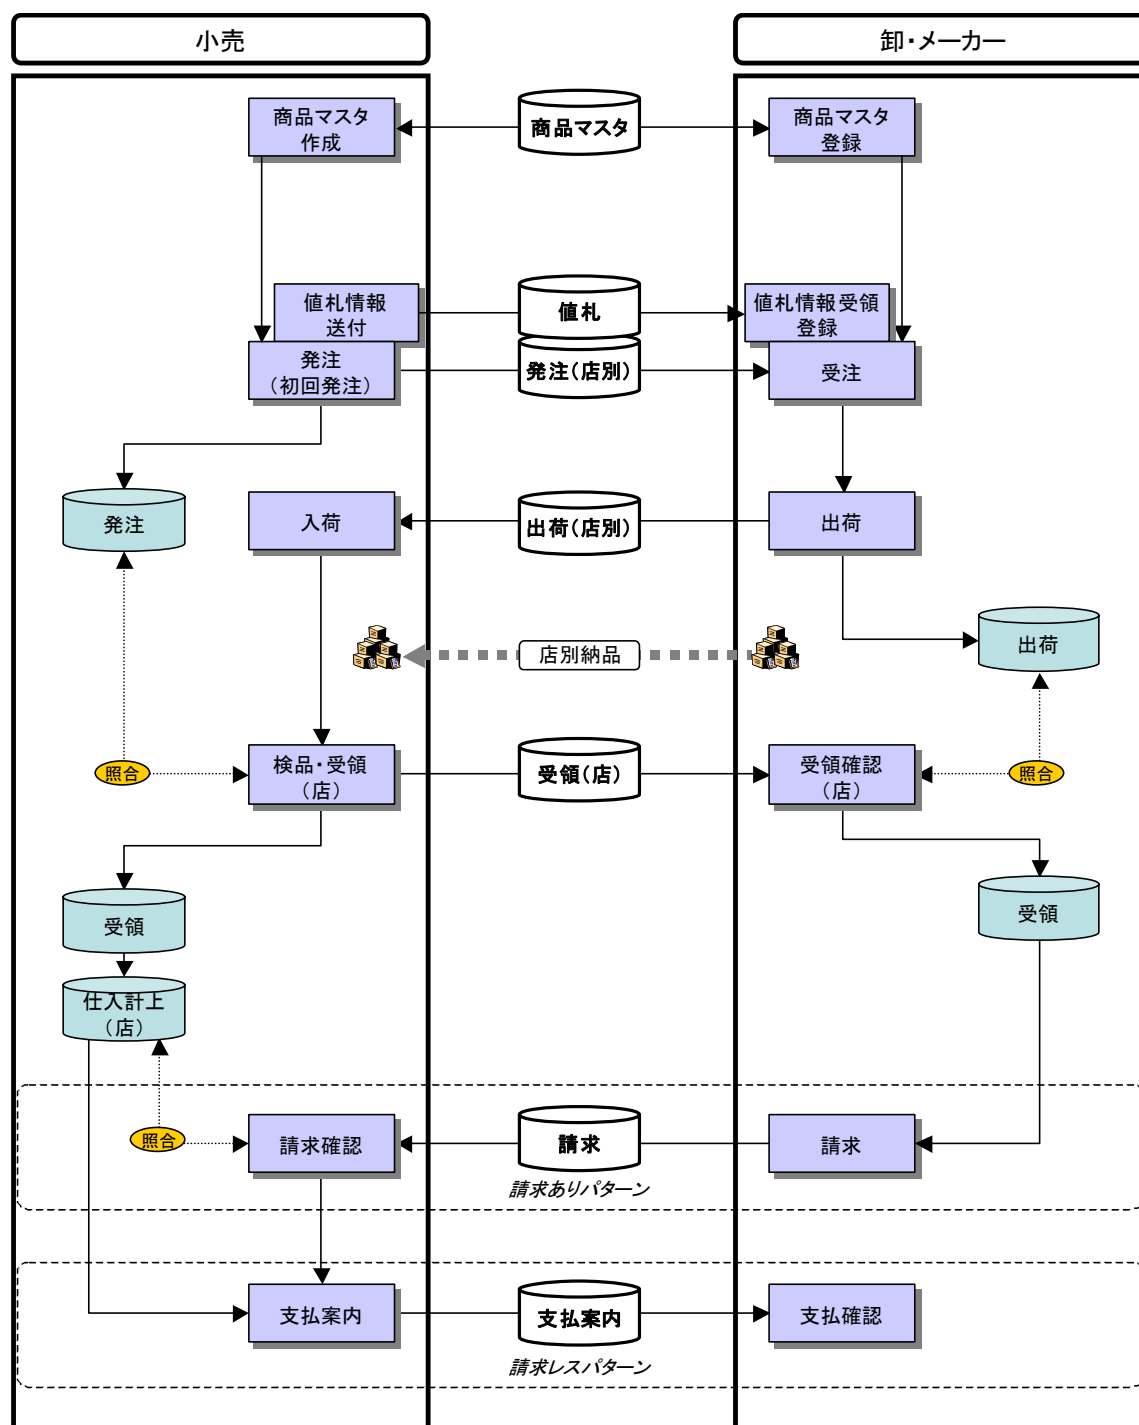 小売
卸・メーカー
商品マスタ
作成
商品マスタ
商品マスタ
登録
値札情報
送付
値札
値札情報受領
登録
発注
（初回発注）
発注（店別）
受注
発注
入荷
出荷（店別）
出荷
店別納品
出荷
照合
検品・受領
（店）
受領（店）
受領確認
（店）
照合
受領
受領
仕入計上
（店）
照合
請求確認
請求
請求
請求ありパターン
支払案内
支払案内
支払確認
請求レスパターン